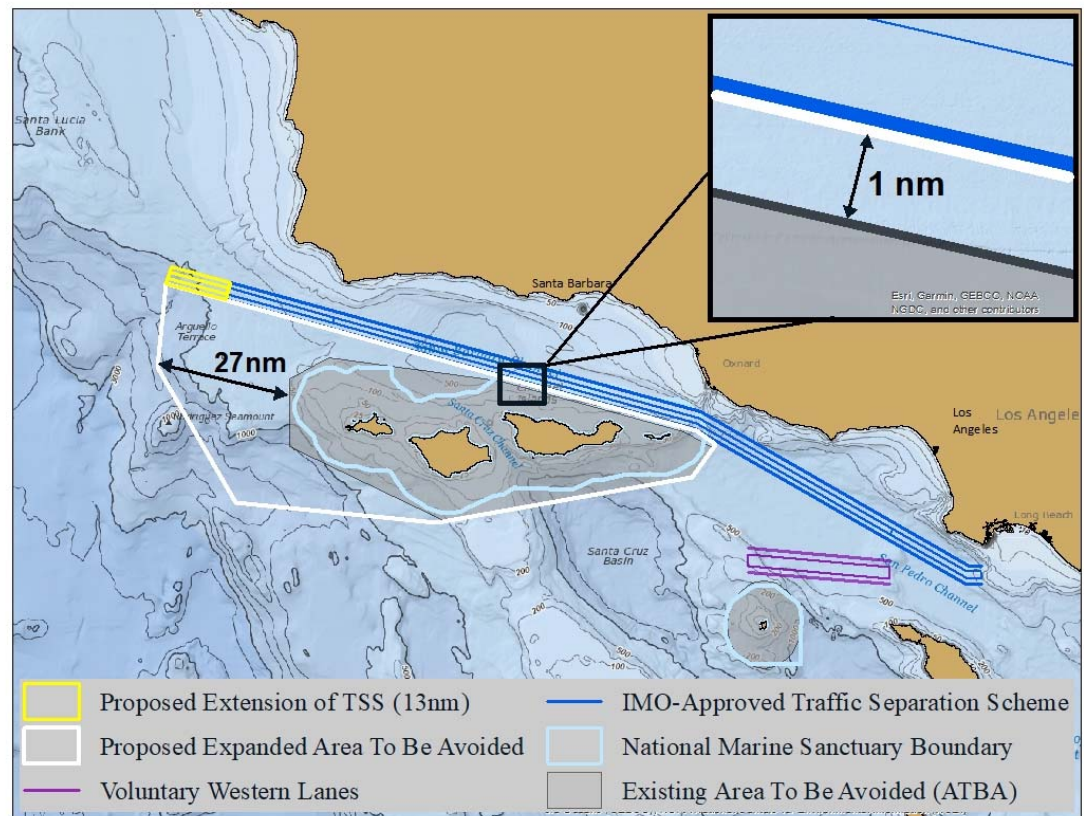 Santa Lucia
Bank
1 nm
Esri, Garmin, GEBCO, NOAA
NGDC, and other contributors
Santa Barbara
50
100
Arguello
Terrace
27nm
Oxnard
Los
Angeles
Los Angele
500
Santa Cruz Channel
1000
Long Beach
Santa Cruz
Basin
San Pedro Channel
200
500
Proposed Extension of TSS (13nm)
Proposed Expanded Area To Be Avoided
Voluntary Western Lanes
IMO-Approved Traffic Separation Scheme
National Marine Sanctuary Boundary
Existing Area To Be Avoided (ATBA)